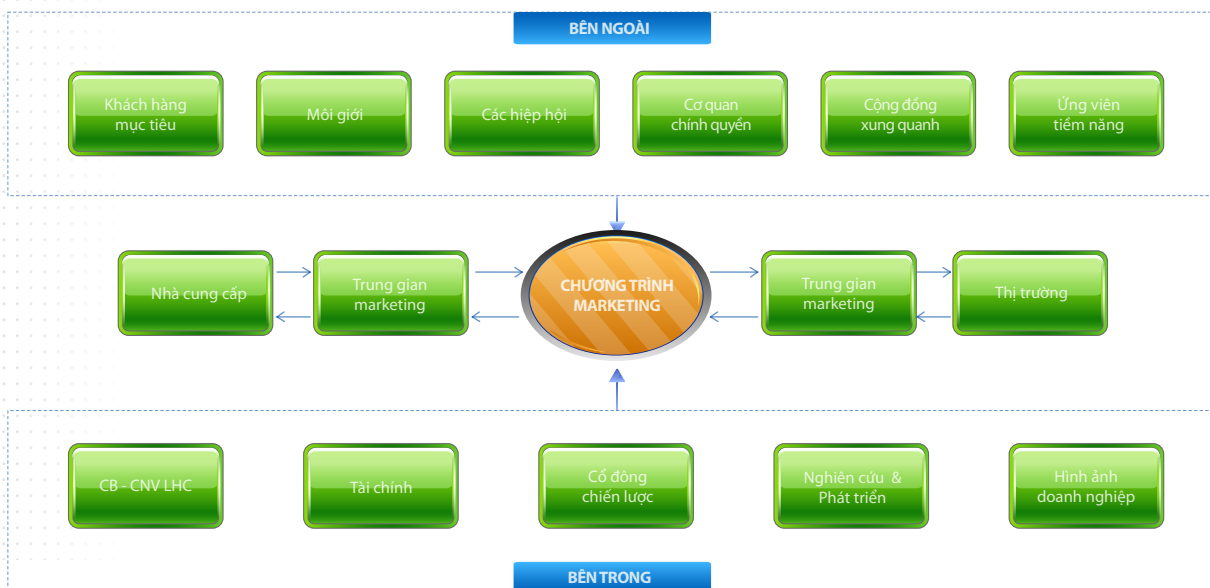 BÊN NGOÀI
Khách hàng
mục tiêu
Môi giới
Các hiệp hội
Cơ quan
chính quyền
Cộng đồng
xung quanh
Ứng viên
tiềm năng
Nhà cung cấp
Trung gian
marketing
CHƯƠNG TRÌNH
MARKETING
Trung gian
marketing
Thị trường
CB - CNV LHC
Tài chính
Cổ đông
chiến lược
Nghiên cứu &
Phát triển
Hình ảnh
doanh nghiệp
BÊN TRONG